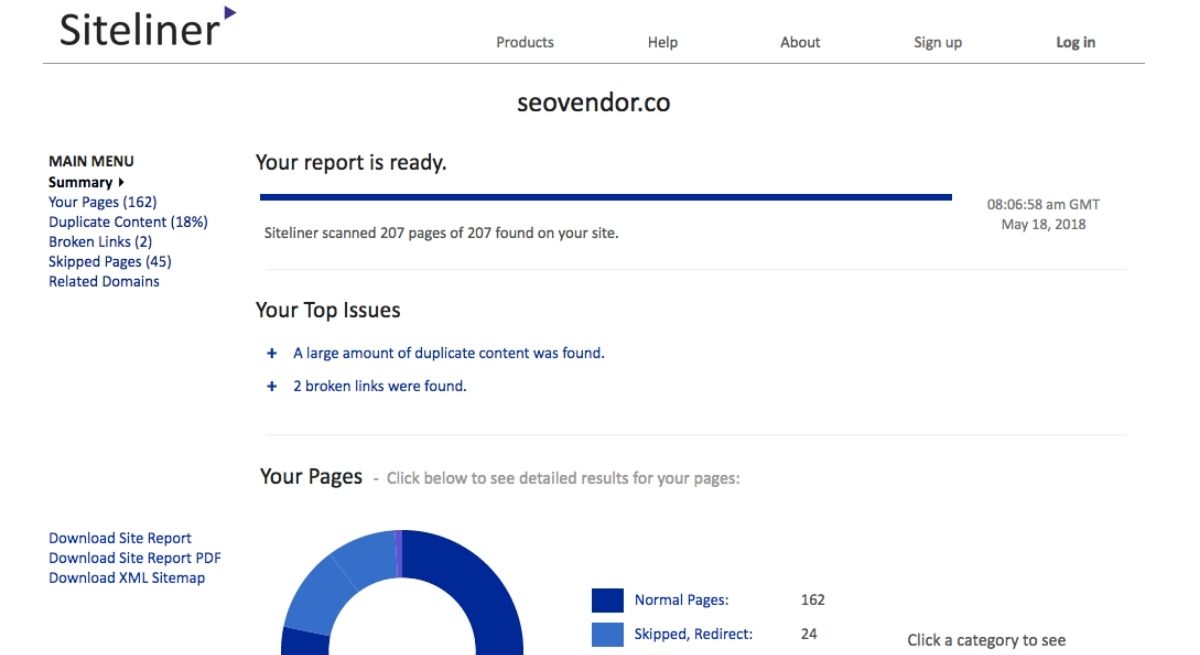 Siteliner
Products Help About Sign up Log in
seovendor.co
MAIN MENU
Summary
Your Pages (162)
Duplicate Content (18%)
Broken Links (2)
Skipped Pages (45)
Related Domains
Your report is ready.
08:06:58 am GMT
May 18, 2018
Siteliner scanned 207 pages of 207 found on your site.
Your Top Issues
+ A large amount of duplicate content was found.
+ 2 broken links were found.
Your Pages - Click below to see detailed results for your pages:
Download Site Report
Download Site Report PDF
Download XML Sitemap
Normal Pages: 162
Skipped, Redirect: 24
Click a category to see